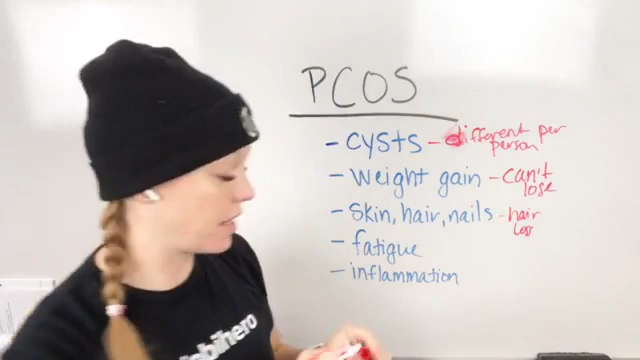 PCOS
- cysts - different per person
- weight gain - can't lose
- skin, hair, nails - hair loss
- fatigue
- inflammation